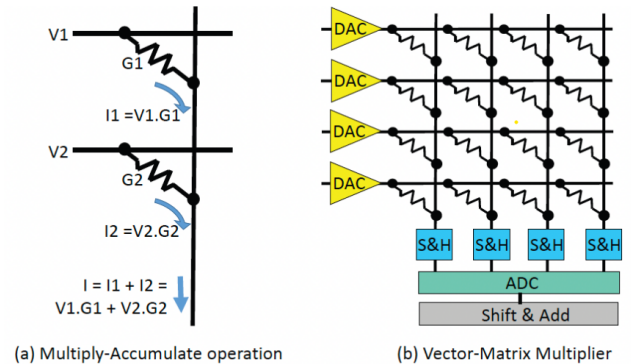 V1
G1
I1 =V1.G1
V2
G2
I2 =V2.G2
I = I1 + I2 =
V1.G1 + V2.G2
(a) Multiply-Accumulate operation
DAC
DAC
DAC
DAC
S&H S&H S&H S&H
ADC
Shift & Add
(b) Vector-Matrix Multiplier